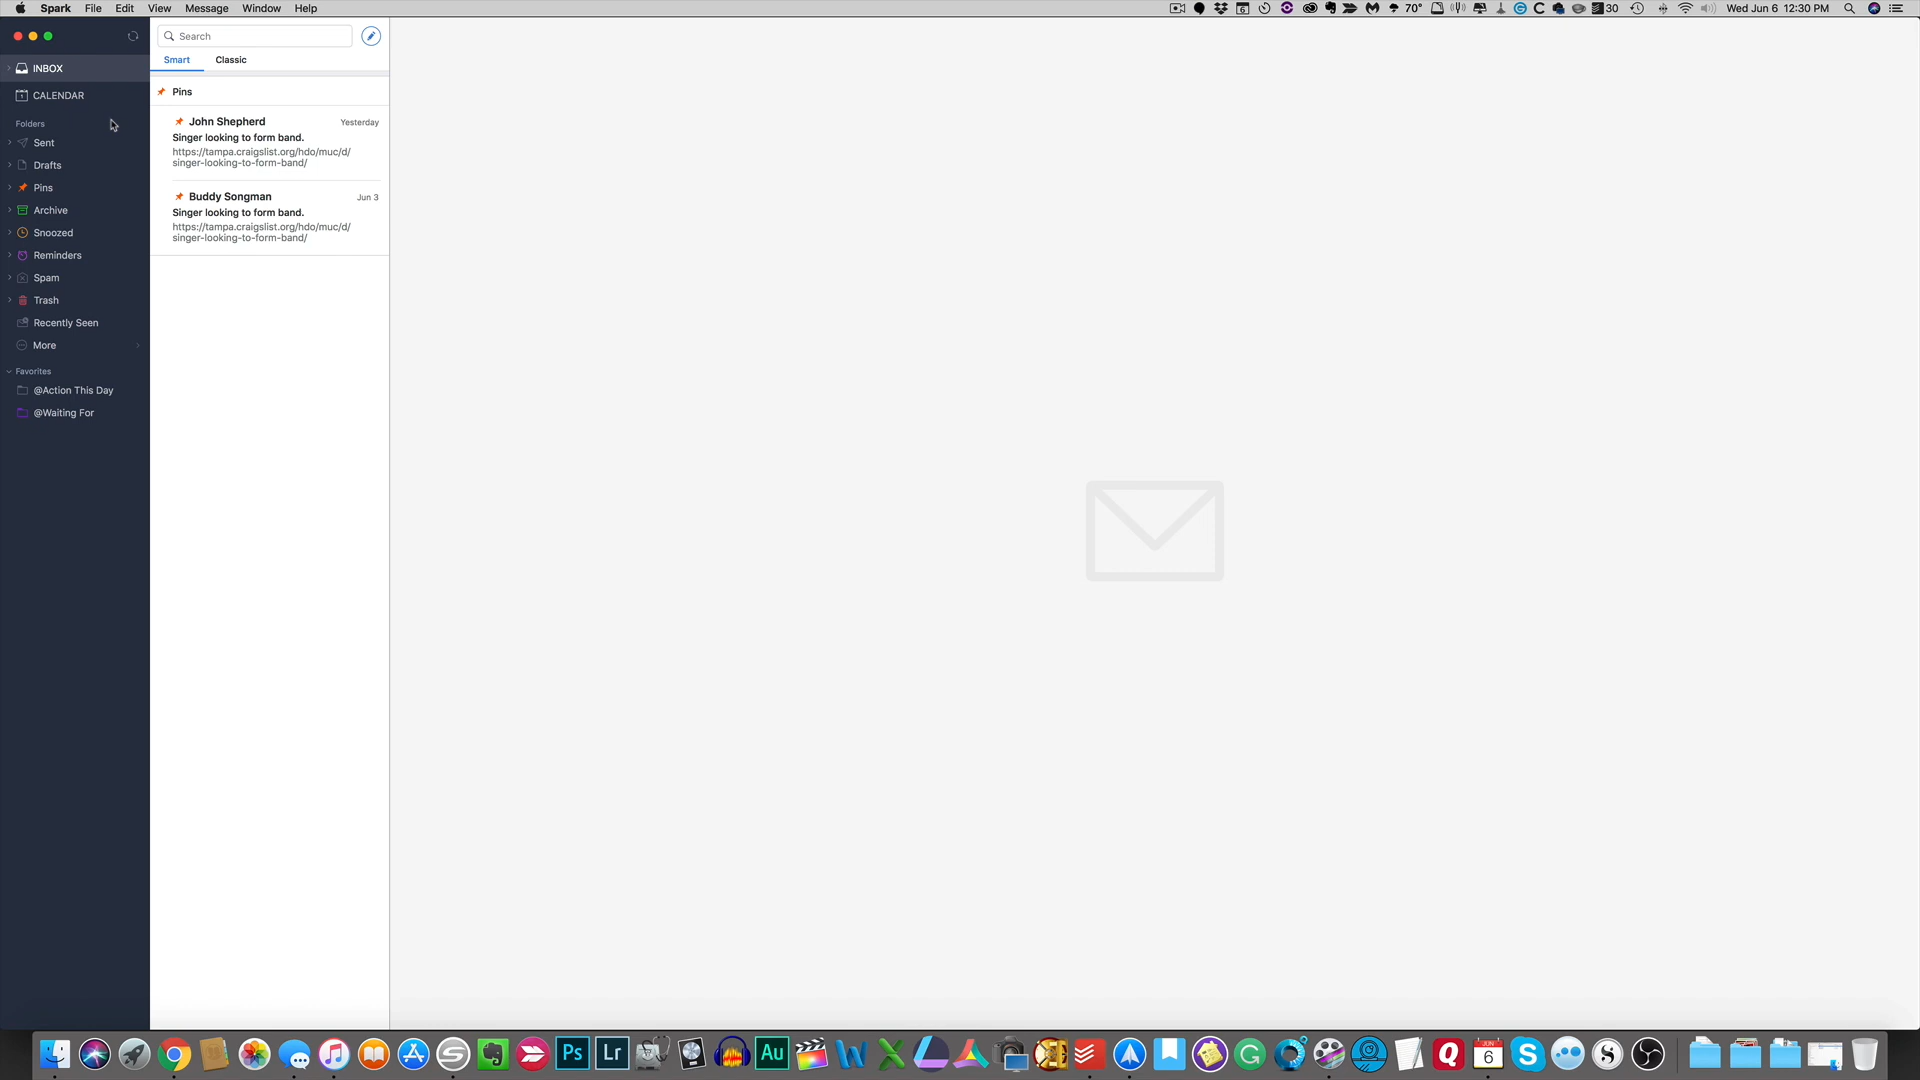 Spark File Edit View Message Window Help
70°
30
Wed Jun 6 12:30 PM
Search
Smart Classic
INBOX
CALENDAR
Folders
Sent
Drafts
Pins
Archive
Snoozed
Reminders
Spam
Trash
Recently Seen
More
Favorites
@Action This Day
@Waiting For
Pins
John Shepherd Yesterday
Singer looking to form band.
https://tampa.craigslist.org/hdo/muc/d/
singer-looking-to-form-band/
Buddy Songman Jun 3
Singer looking to form band.
https://tampa.craigslist.org/hdo/muc/d/
singer-looking-to-form-band/
Ps Lr Au
JUN
6